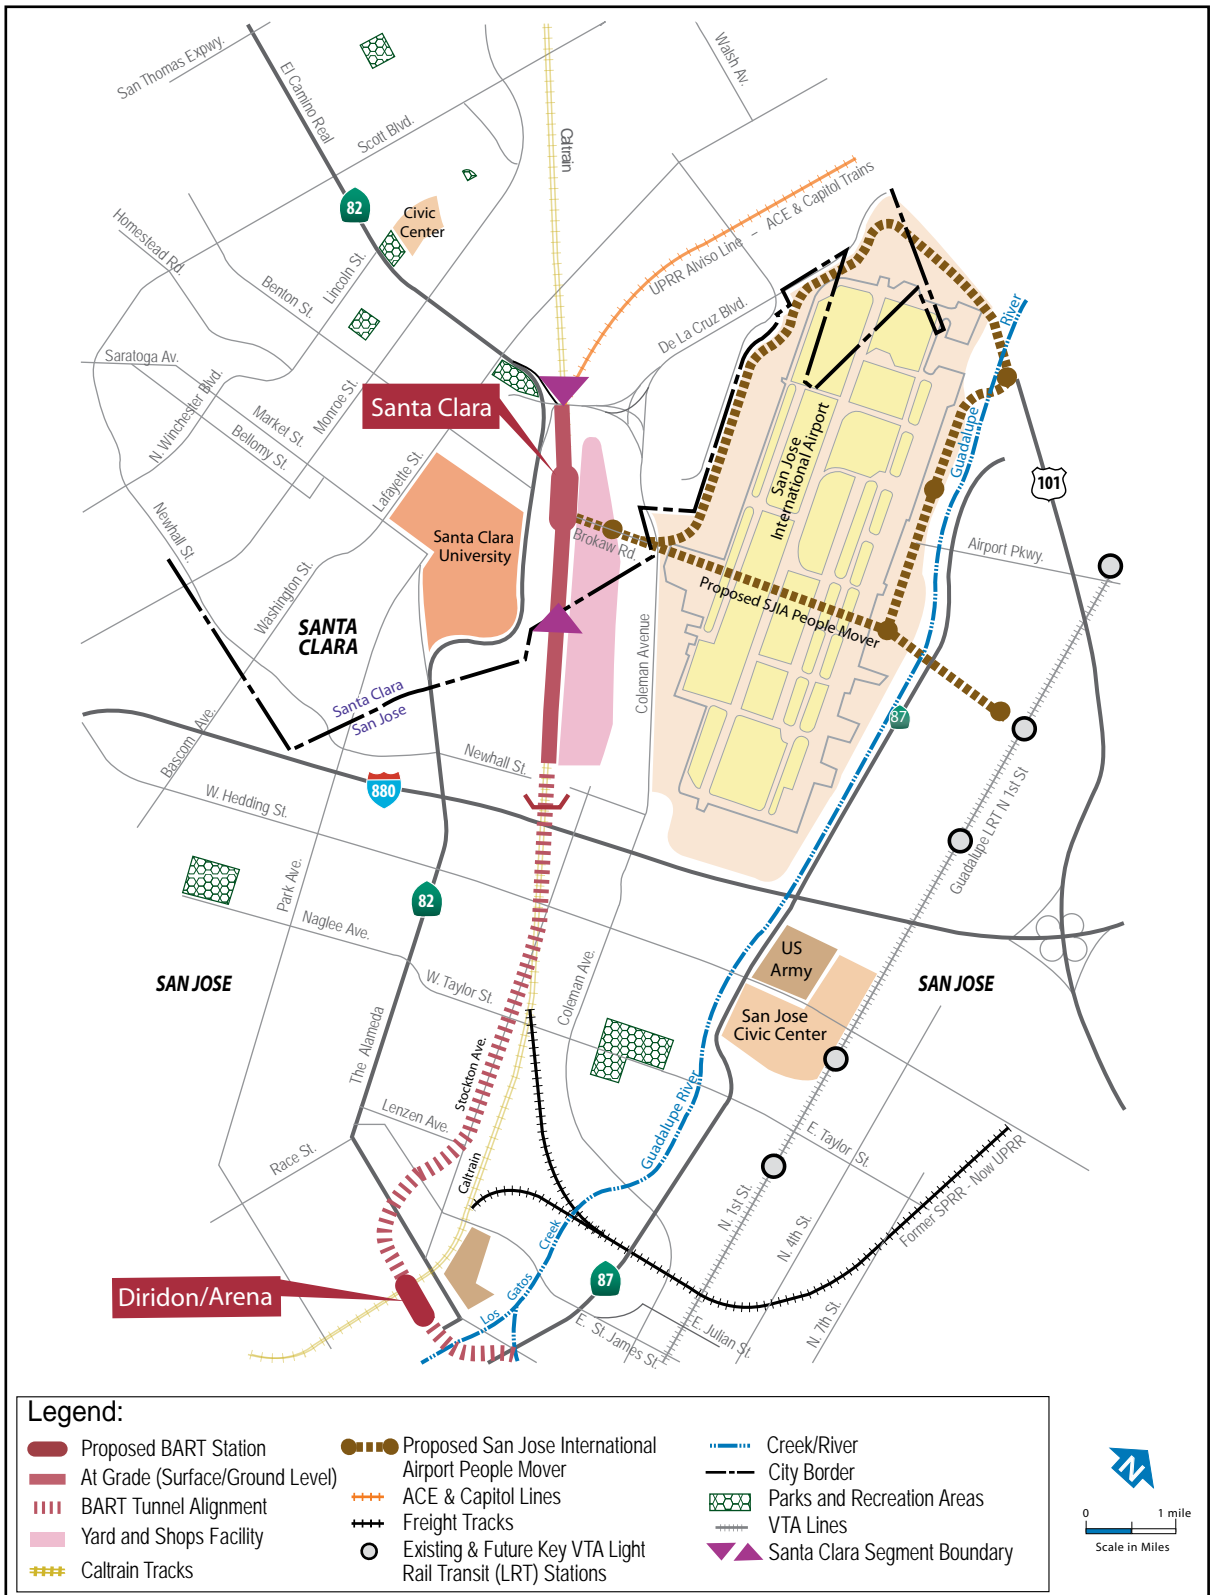 San Thomas Expwy.
El Camino Real
Scott Blvd.
Caltrain
Walsh Av.
82
Civic
Center
Homestead Rd.
Benton St.
Lincoln St.
UPRR Alviso Line – ACE & Capitol Trains
De La Cruz Blvd.
River
Saratoga Av.
N. Winchester Blvd.
Market St.
Bellomy St.
Monroe St.
Santa Clara
Lafayette St.
San Jose
International Airport
Guadalupe
101
Newhall St.
Santa Clara
University
Brokaw Rd.
Airport Pkwy.
Washington St.
Proposed SJIA People Mover
SANTA
CLARA
Coleman Avenue
Santa Clara
San Jose
87
Bascom Ave.
Newhall St.
880
W. Hedding St.
Guadalupe LRT N 1st St
Park Ave.
82
Naglee Ave.
US
Army
SAN JOSE
W. Taylor St.
Coleman Ave.
SAN JOSE
San Jose
Civic Center
The Alameda
Stockton Ave.
Lenzen Ave.
Guadalupe River
E. Taylor St.
Race St.
Caltrain
N. 1st St.
N. 4th St.
Former SPRR - Now UPRR
Diridon/Arena
Los Gatos Creek
87
E. St. James St.
E. Julian St.
N. 7th St.
Legend:
Proposed BART Station
At Grade (Surface/Ground Level)
BART Tunnel Alignment
Yard and Shops Facility
Caltrain Tracks
Proposed San Jose International
Airport People Mover
ACE & Capitol Lines
Freight Tracks
Existing & Future Key VTA Light
Rail Transit (LRT) Stations
Creek/River
City Border
Parks and Recreation Areas
VTA Lines
Santa Clara Segment Boundary
N
0 1 mile
Scale in Miles